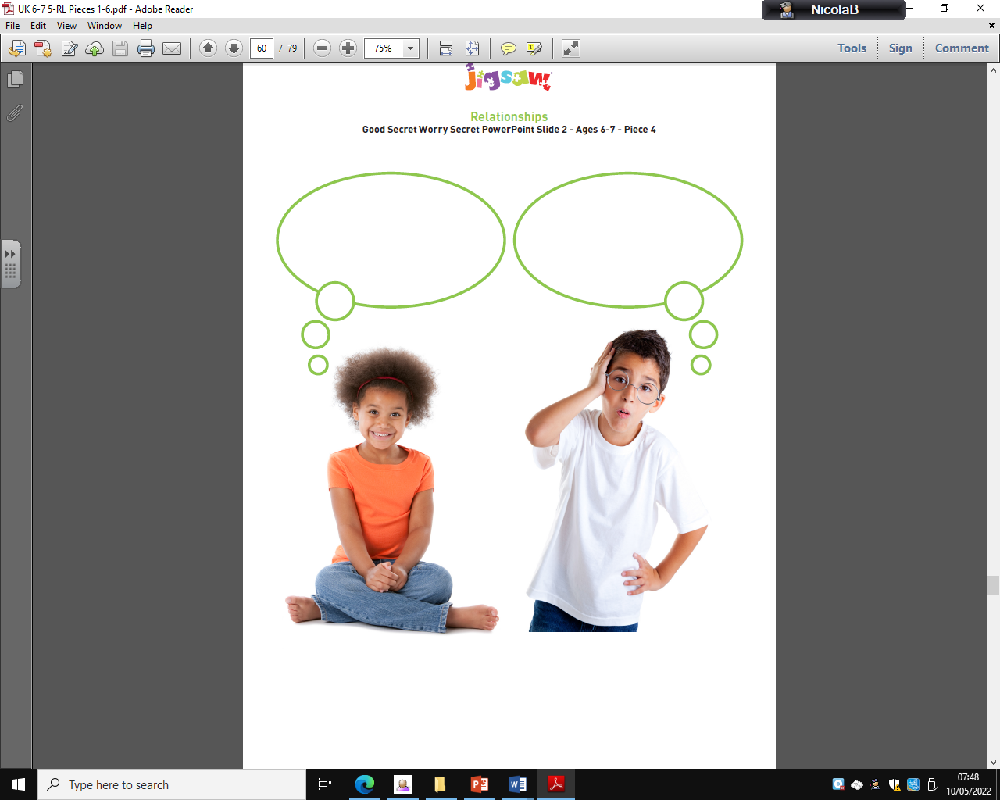 UK 6-7 5-RL Pieces 1-6.pdf - Adobe Reader
NicolaB
File Edit View Window Help
60 / 79 75% Tools Sign Comment
jigsaw
Relationships
Good Secret Worry Secret PowerPoint Slide 2 - Ages 6-7 - Piece 4
Type here to search
07:48
10/05/2022